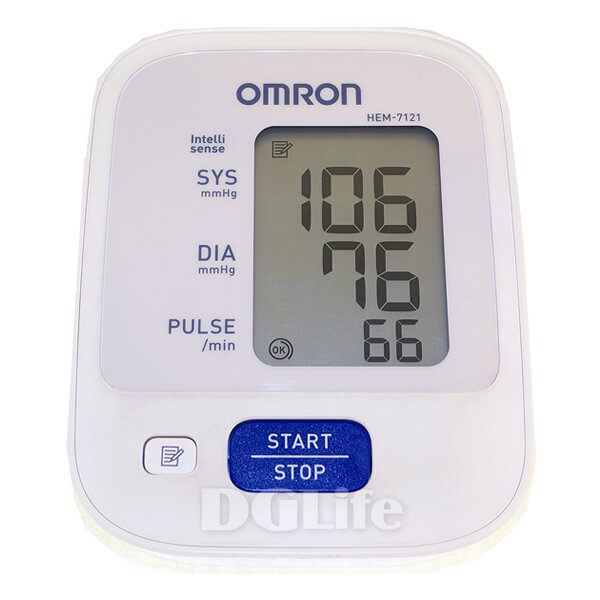 OMRON
HEM-7121
Intelli
sense
SYS
mmHg
106
DIA
mmHg
76
PULSE
/min
66
OK
START
STOP
DGLife